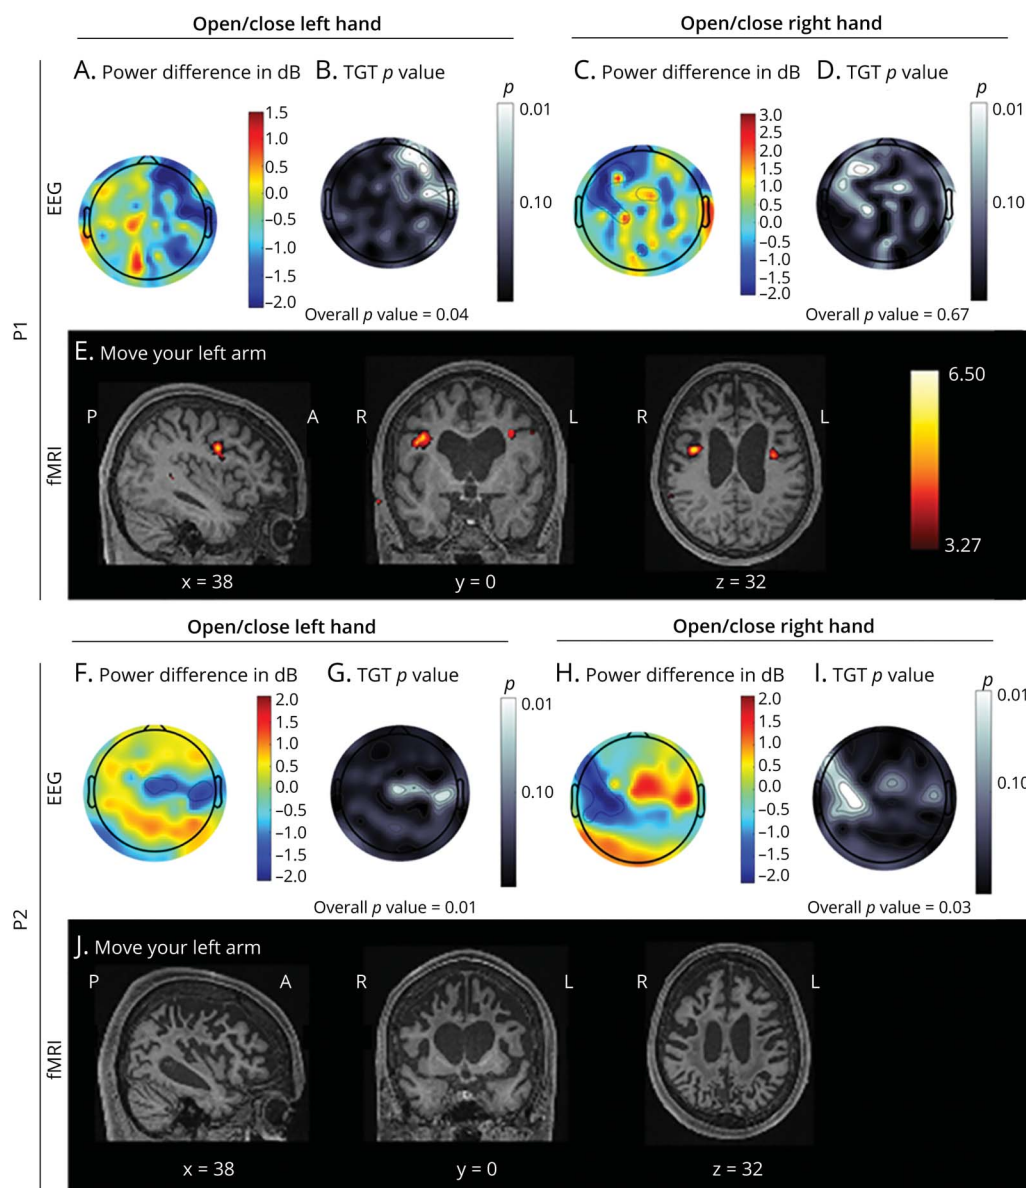 Open/close left hand
Open/close right hand
P1
EEG
A. Power difference in dB
1.5
1.0
0.5
0.0
–0.5
–1.0
–1.5
–2.0
B. TGT p value
p
0.01
0.10
Overall p value = 0.04
C. Power difference in dB
3.0
2.5
2.0
1.5
1.0
0.5
0.0
–0.5
–1.0
–1.5
–2.0
D. TGT p value
p
0.01
0.10
Overall p value = 0.67
fMRI
E. Move your left arm
P
A
R
L
R
L
6.50
3.27
x = 38
y = 0
z = 32
Open/close left hand
Open/close right hand
P2
EEG
F. Power difference in dB
2.0
1.5
1.0
0.5
0.0
–0.5
–1.0
–1.5
–2.0
G. TGT p value
p
0.01
0.10
Overall p value = 0.01
H. Power difference in dB
2.0
1.5
1.0
0.5
0.0
–0.5
–1.0
–1.5
–2.0
I. TGT p value
p
0.01
0.10
Overall p value = 0.03
fMRI
J. Move your left arm
P
A
R
L
R
L
x = 38
y = 0
z = 32